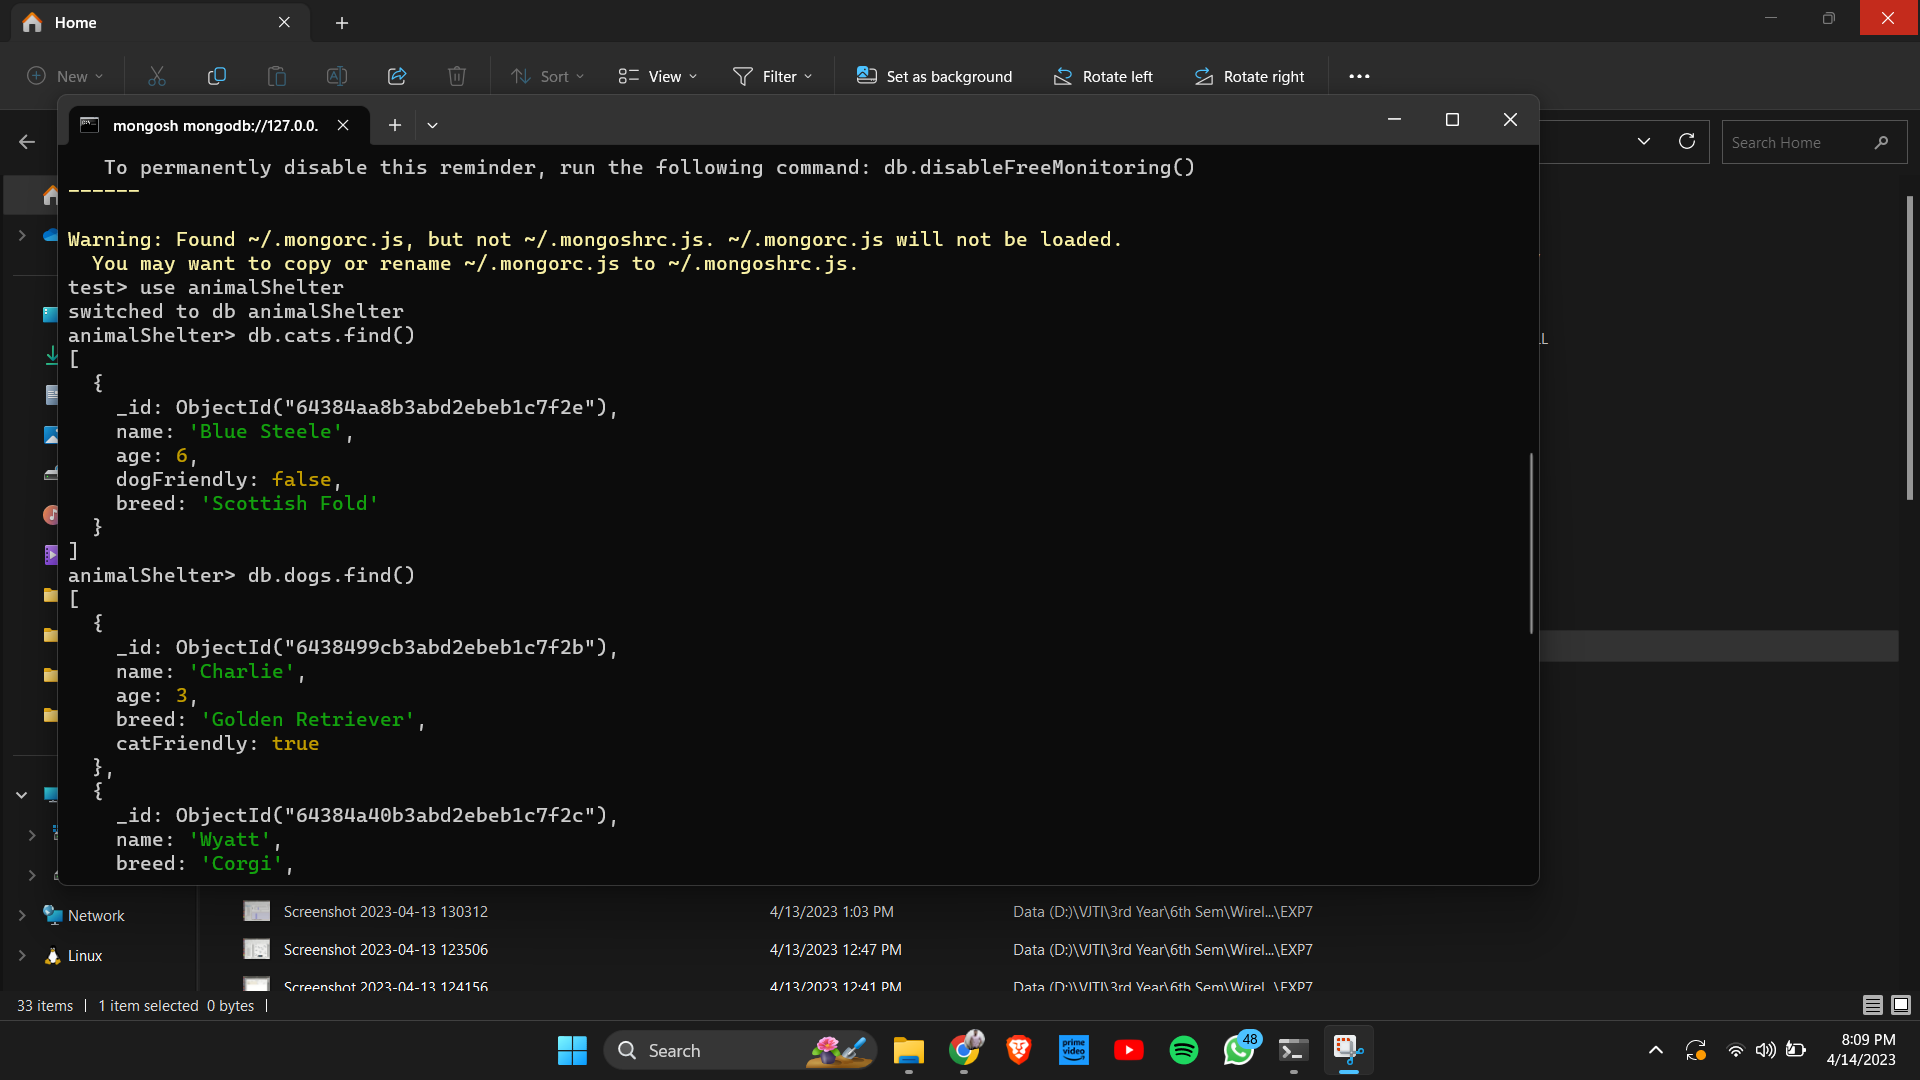 Home
New
Sort
View
Filter
Set as background
Rotate left
Rotate right
mongosh mongodb://127.0.0.
Search Home
To permanently disable this reminder, run the following command: db.disableFreeMonitoring()
------
Warning: Found ~/.mongorc.js, but not ~/.mongoshrc.js. ~/.mongorc.js will not be loaded.
You may want to copy or rename ~/.mongorc.js to ~/.mongoshrc.js.
test> use animalShelter
switched to db animalShelter
animalShelter> db.cats.find()
[
{
_id: ObjectId("64384aa8b3abd2ebeb1c7f2e"),
name: 'Blue Steele',
age: 6,
dogFriendly: false,
breed: 'Scottish Fold'
}
]
animalShelter> db.dogs.find()
[
{
_id: ObjectId("6438499cb3abd2ebeb1c7f2b"),
name: 'Charlie',
age: 3,
breed: 'Golden Retriever',
catFriendly: true
},
{
_id: ObjectId("64384a40b3abd2ebeb1c7f2c"),
name: 'Wyatt',
breed: 'Corgi',
Network
Linux
Screenshot 2023-04-13 130312 4/13/2023 1:03 PM Data (D:)\VJTI\3rd Year\6th Sem\Wirel...\EXP7
Screenshot 2023-04-13 123506 4/13/2023 12:47 PM Data (D:)\VJTI\3rd Year\6th Sem\Wirel...\EXP7
Screenshot 2023-04-13 124156 4/13/2023 12:41 PM Data (D:)\VJTI\3rd Year\6th Sem\Wirel...\EXP7
33 items | 1 item selected 0 bytes |
Search
prime video
48
8:09 PM
4/14/2023